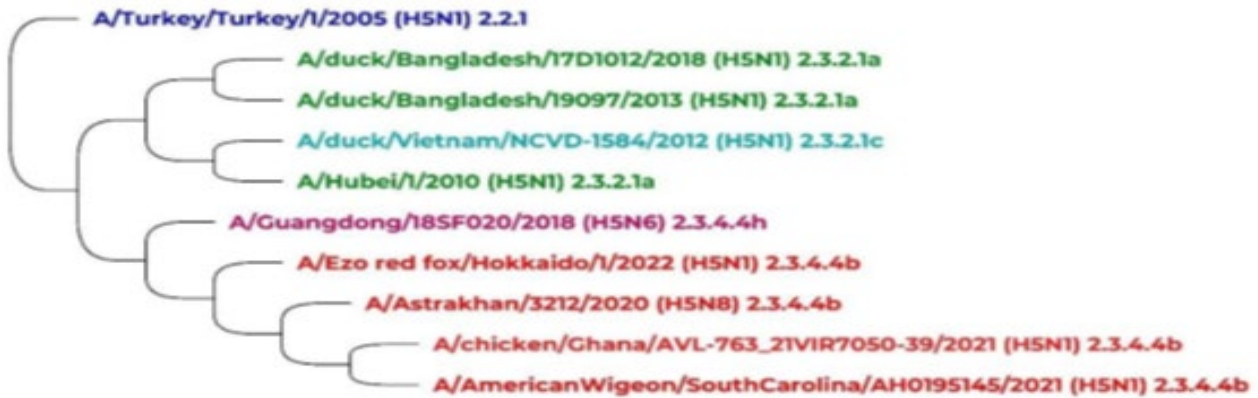 A/Turkey/Turkey/1/2005 (H5N1) 2.2.1
A/duck/Bangladesh/17D1012/2018 (H5N1) 2.3.2.1a
A/duck/Bangladesh/19097/2013 (H5N1) 2.3.2.1a
A/duck/Vietnam/NCVD-1584/2012 (H5N1) 2.3.2.1c
A/Hubei/1/2010 (H5N1) 2.3.2.1a
A/Guangdong/18SF020/2018 (H5N6) 2.3.4.4h
A/Ezo red fox/Hokkaido/1/2022 (H5N1) 2.3.4.4b
A/Astrakhan/3212/2020 (H5N8) 2.3.4.4b
A/chicken/Ghana/AVL-763_21VIR7050-39/2021 (H5N1) 2.3.4.4b
A/AmericanWigeon/SouthCarolina/AH0195145/2021 (H5N1) 2.3.4.4b